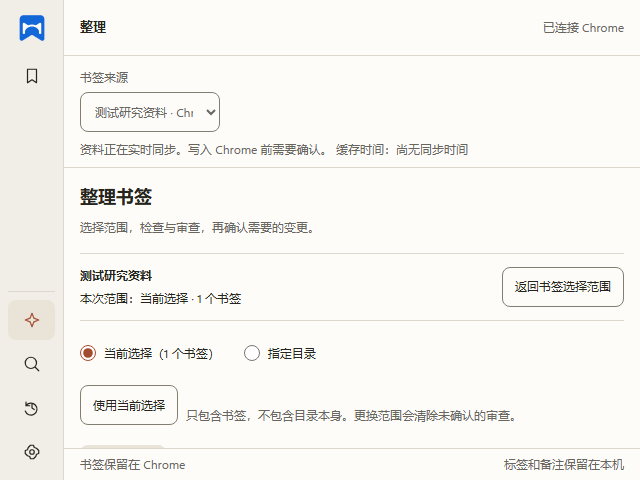 整理
已连接 Chrome
书签来源
测试研究资料 · Chr
资料正在实时同步。写入 Chrome 前需要确认。 缓存时间：尚无同步时间
整理书签
选择范围，检查与审查，再确认需要的变更。
测试研究资料
本次范围：当前选择 · 1 个书签
返回书签选择范围
当前选择（1 个书签）
指定目录
使用当前选择
只包含书签，不包含目录本身。更换范围会清除未确认的审查。
书签保留在 Chrome
标签和备注保留在本机